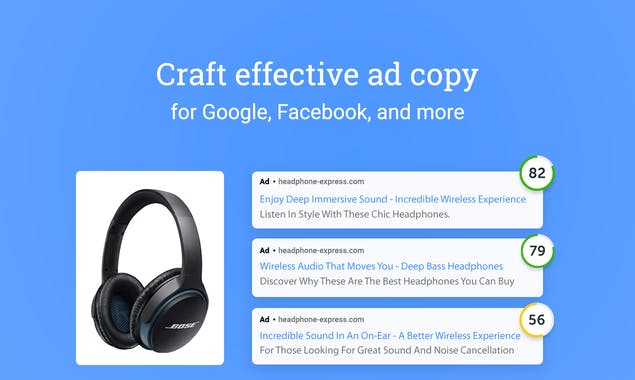 Craft effective ad copy
for Google, Facebook, and more
BOSE
Ad • headphone-express.com
82
Enjoy Deep Immersive Sound - Incredible Wireless Experience
Listen In Style With These Chic Headphones.
Ad • headphone-express.com
79
Wireless Audio That Moves You - Deep Bass Headphones
Discover Why These Are The Best Headphones You Can Buy
Ad • headphone-express.com
56
Incredible Sound In An On-Ear - A Better Wireless Experience
For Those Looking For Great Sound And Noise Cancellation